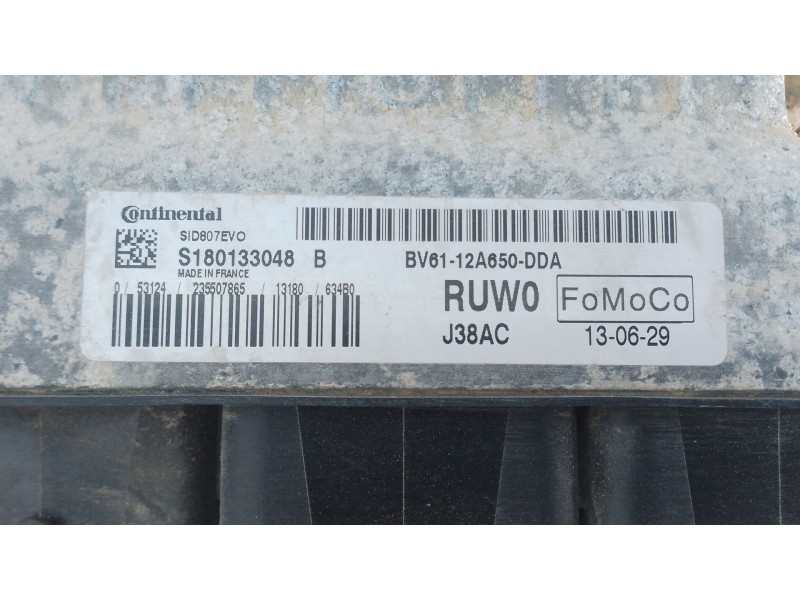 Continental
SID807EVO
S180133048 B
MADE IN FRANCE
0 / 53124 / 235507865 / 13180 / 634B0
BV61-12A650-DDA
RUW0 FoMoCo
J38AC 13-06-29